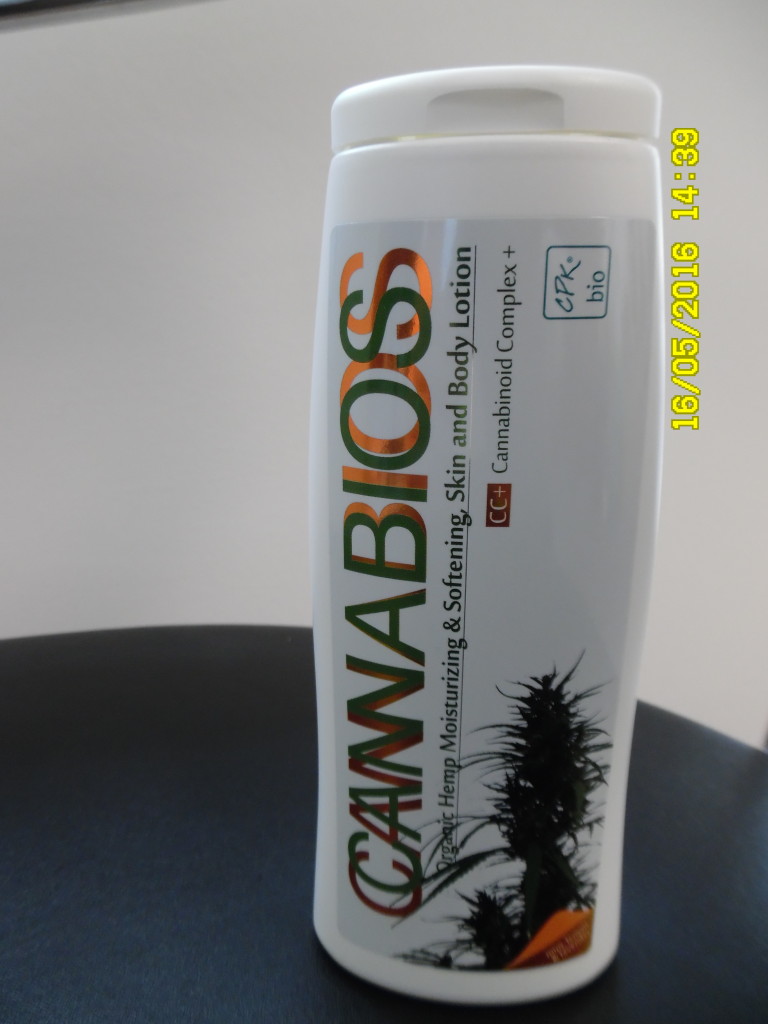 CANNABIOS
Organic Hemp Moisturizing & Softening, Skin and Body Lotion
CC+ Cannabinoid Complex +
CPK®
bio
16/05/2016 14:39